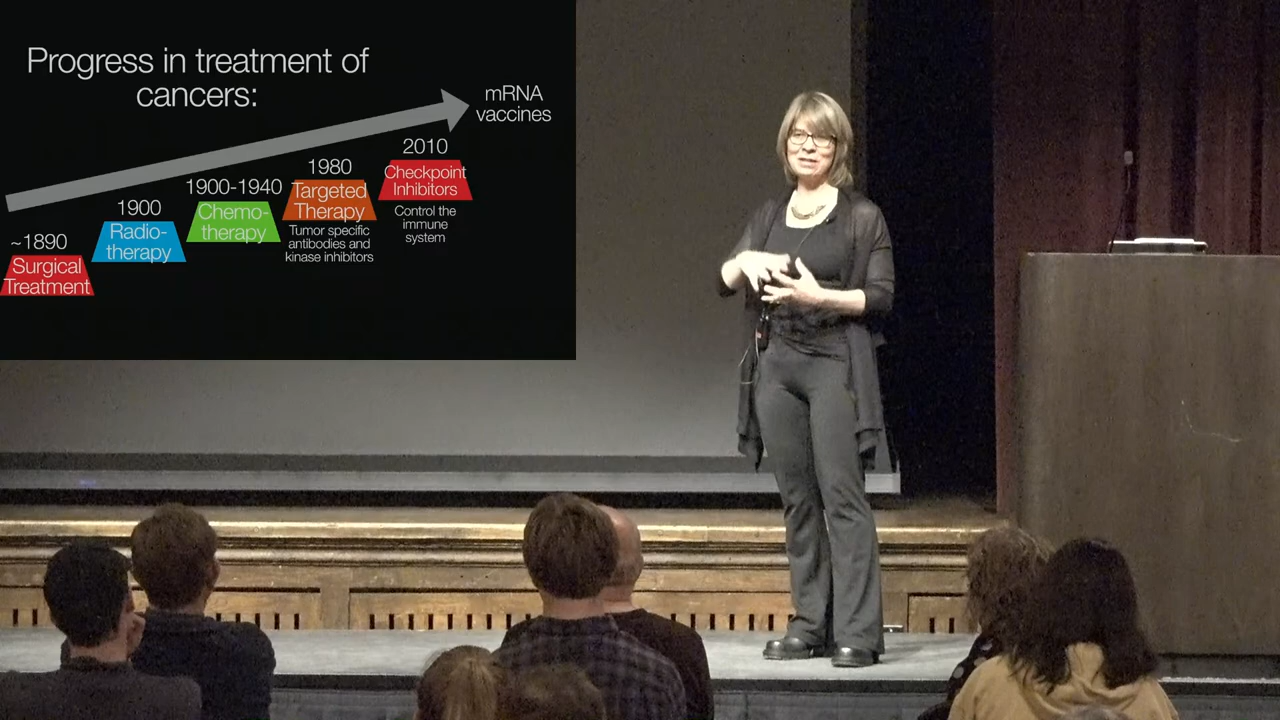 Progress in treatment of
cancers:
mRNA
vaccines
2010
Checkpoint
Inhibitors
Control the
immune
system
1980
Targeted
Therapy
Tumor specific
antibodies and
kinase inhibitors
1900-1940
Chemo-
therapy
1900
Radio-
therapy
~1890
Surgical
Treatment